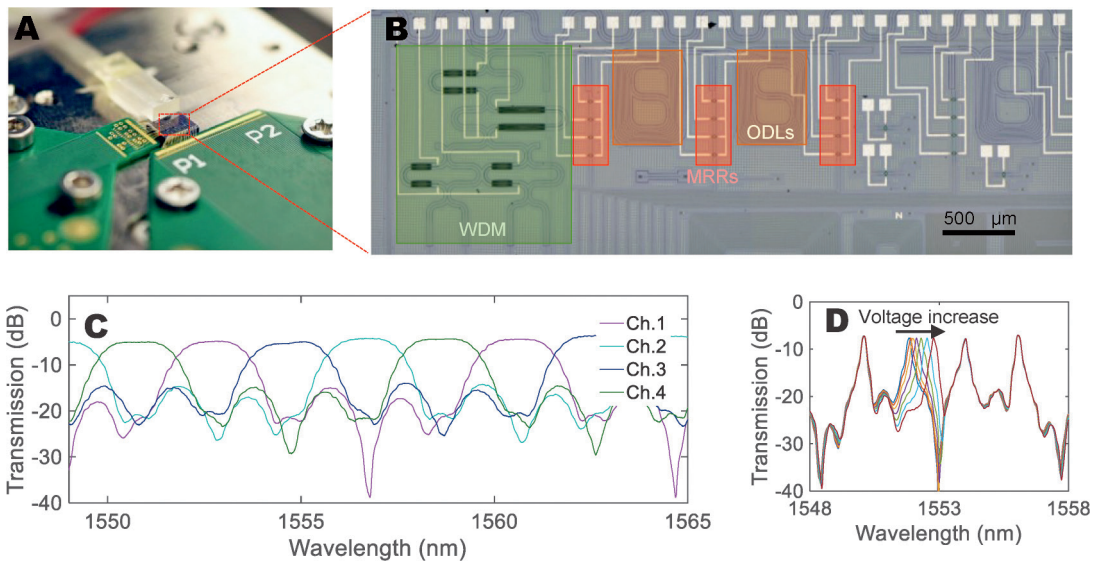 A
P1
P2
B
WDM
MRRs
ODLs
N
500 µm
C
Transmission (dB)
0
-10
-20
-30
-40
1550
1555
1560
1565
Wavelength (nm)
Ch.1
Ch.2
Ch.3
Ch.4
D
Voltage increase
Transmission (dB)
0
-10
-20
-30
-40
1548
1553
1558
Wavelength (nm)